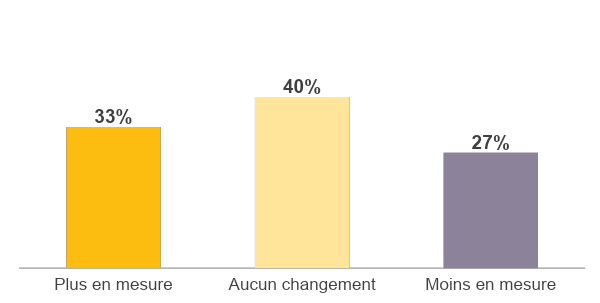 33%
40%
27%
Plus en mesure
Aucun changement
Moins en mesure